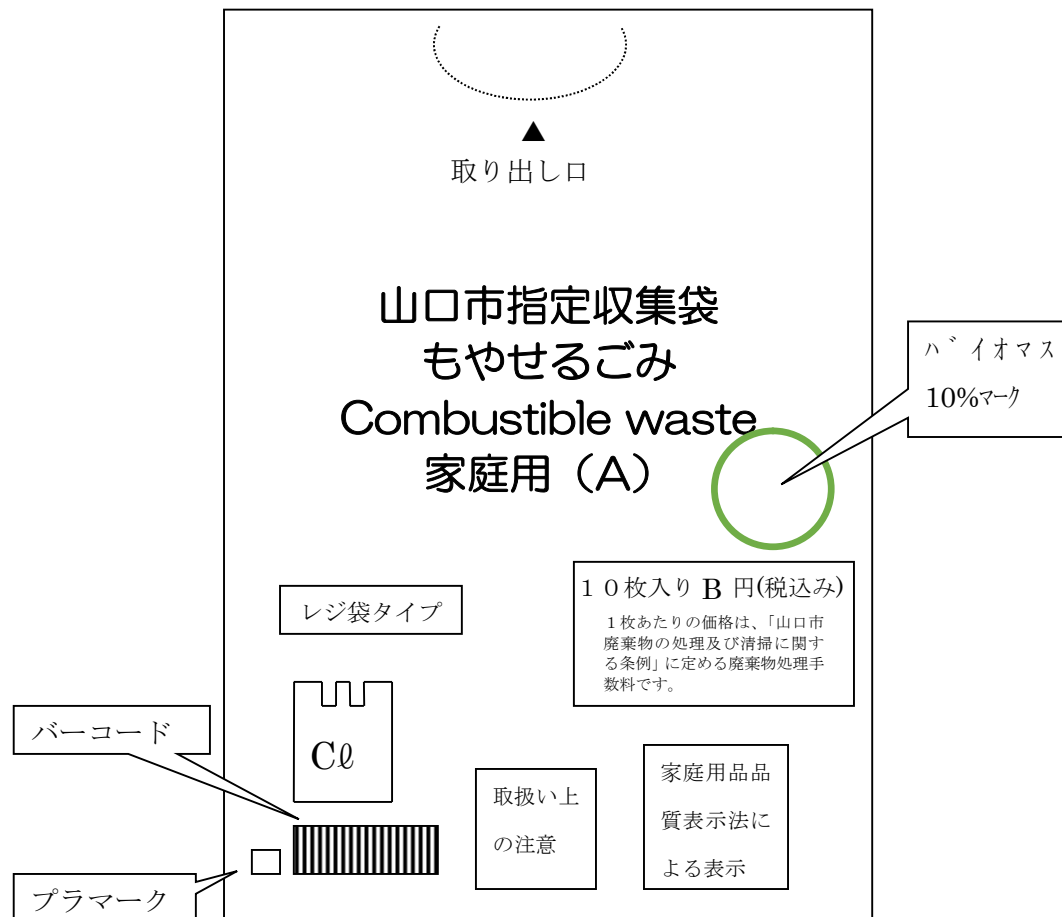 ▲
取り出し口
山口市指定収集袋
もやせるごみ
Combustible waste
家庭用（A）
バイオマス
10%マーク
レジ袋タイプ
１０枚入り B 円(税込み)
１枚あたりの価格は、「山口市
廃棄物の処理及び清掃に関す
る条例」に定める廃棄物処理手
数料です。
バーコード
Cℓ
取扱い上
の注意
家庭用品品
質表示法に
よる表示
プラマーク